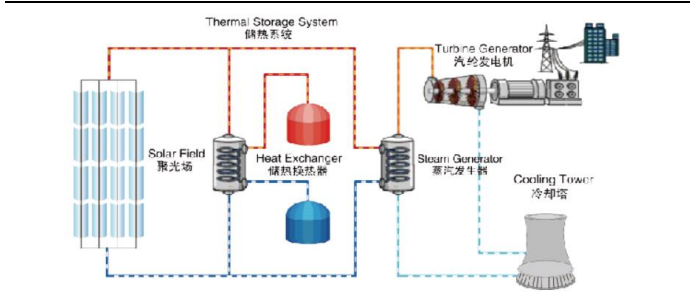 Thermal Storage System
储热系统
Turbine Generator
汽轮发电机
Solar Field
聚光场
Heat Exchanger
储热换热器
Steam Generator
蒸汽发生器
Cooling Tower
冷却塔